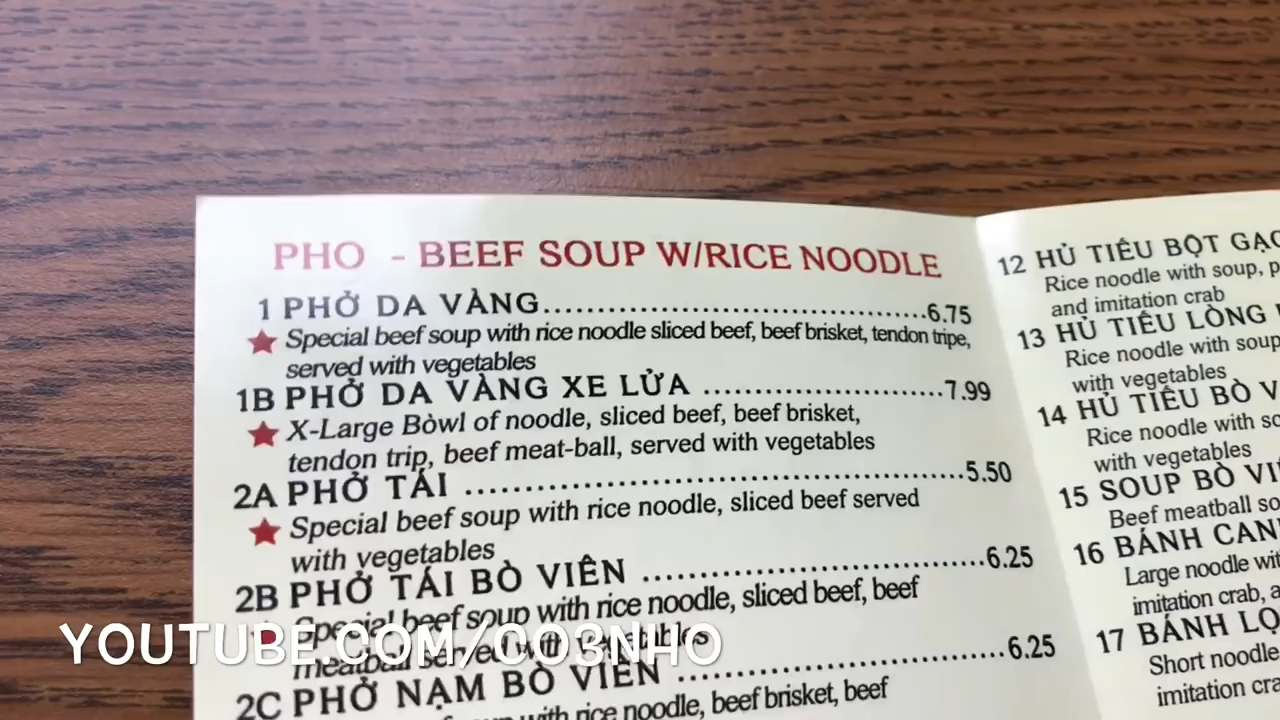 PHO - BEEF SOUP W/RICE NOODLE
1 PHỞ DA VÀNG..............................6.75
Special beef soup with rice noodle sliced beef, beef brisket, tendon tripe,
served with vegetables
1B PHỞ DA VÀNG XE LỬA ....................7.99
X-Large Bòwl of noodle, sliced beef, beef brisket,
tendon trip, beef meat-ball, served with vegetables
2A PHỞ TÁI ..............................5.50
Special beef soup with rice noodle, sliced beef served
with vegetables
2B PHỞ TÁI BÒ VIÊN ....................6.25
Special beef soup with rice noodle, sliced beef, beef
meatball served with vegetables
2C PHỞ NẠM BÒ VIÊN ....................6.25
soup with rice noodle, beef brisket, beef
12 HỦ TIẾU BỘT
Rice noodle with soup,
and imitation crab
13 HỦ TIẾU LÒNG
Rice noodle with soup
with vegetables
14 HỦ TIẾU BÒ
Rice noodle with
with vegetables
15 SOUP BÒ
Beef meatball
16 BÁNH
Large noodle
imitation crab,
17 BÁNH
Short noodle
imitation
YOUTUBE.COM/CO3NHO